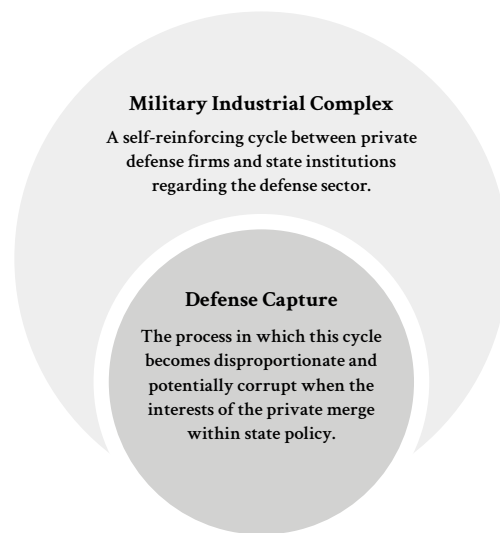 Military Industrial Complex
A self-reinforcing cycle between private
defense firms and state institutions
regarding the defense sector.
Defense Capture
The process in which this cycle
becomes disproportionate and
potentially corrupt when the
interests of the private merge
within state policy.